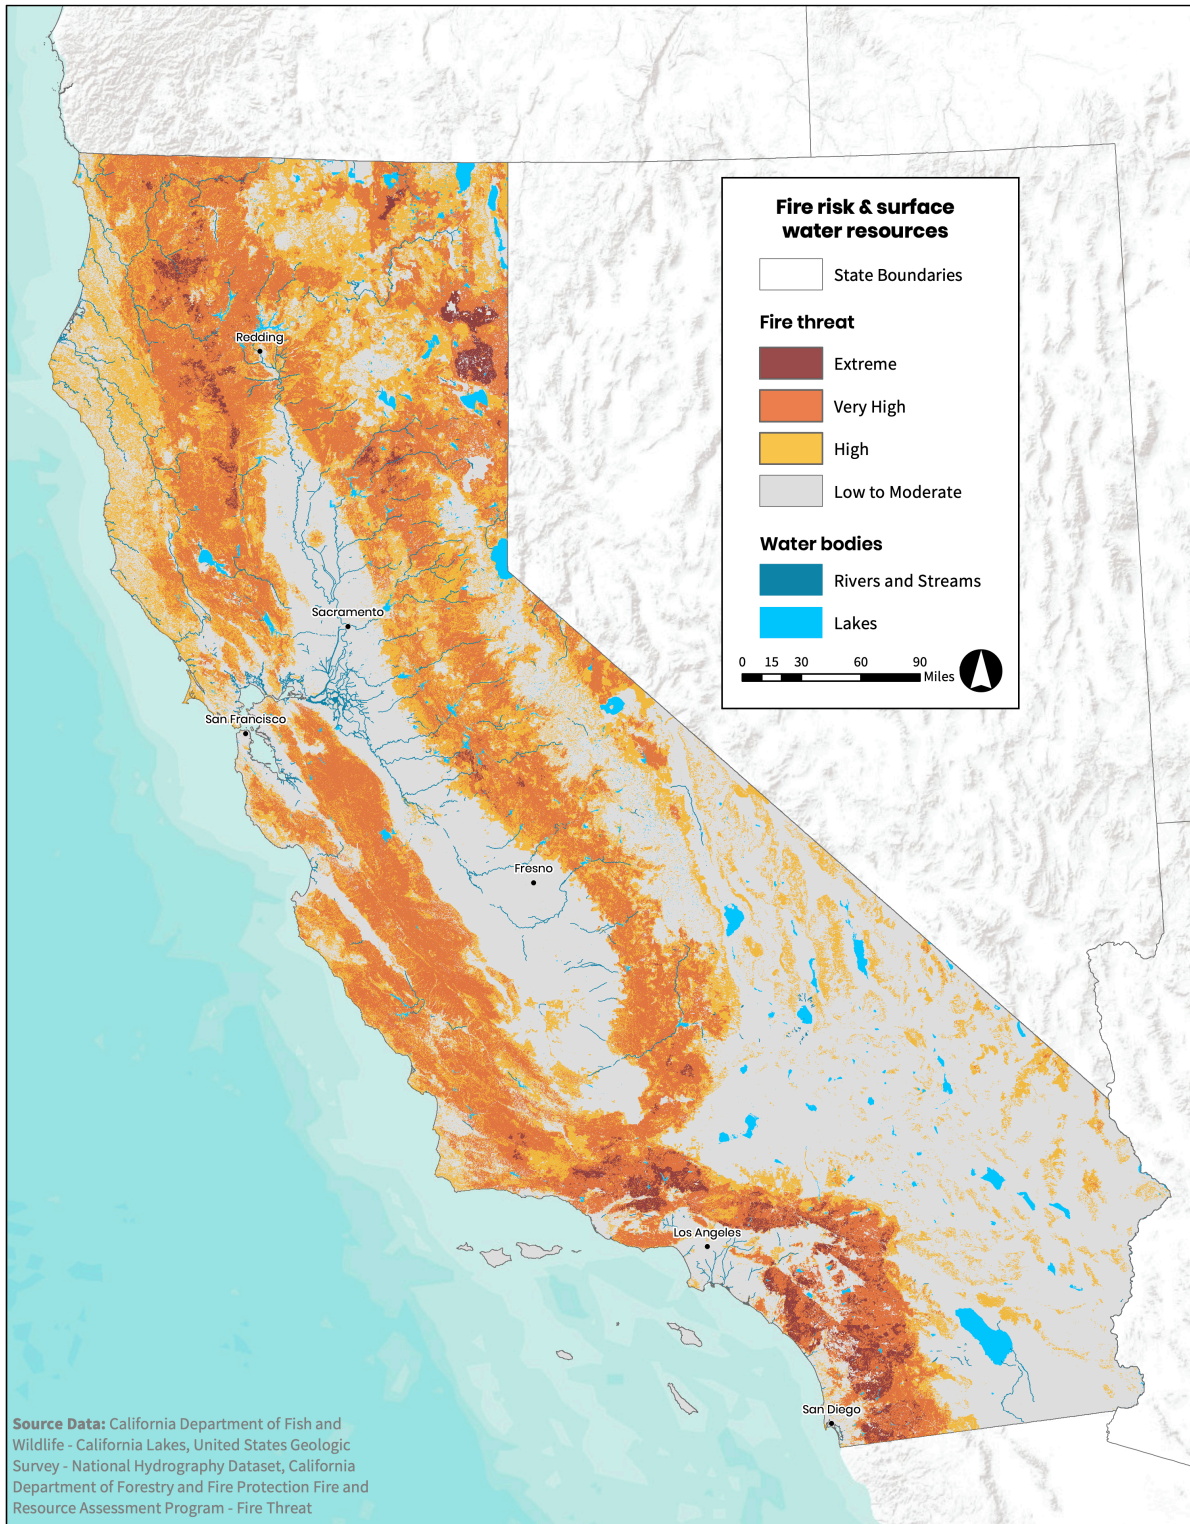 Fire risk & surface
water resources
State Boundaries
Fire threat
Extreme
Very High
High
Low to Moderate
Water bodies
Rivers and Streams
Lakes
0 15 30 60 90
Miles
Redding
Sacramento
San Francisco
Fresno
Los Angeles
San Diego
Source Data: California Department of Fish and
Wildlife - California Lakes, United States Geologic
Survey - National Hydrography Dataset, California
Department of Forestry and Fire Protection Fire and
Resource Assessment Program - Fire Threat